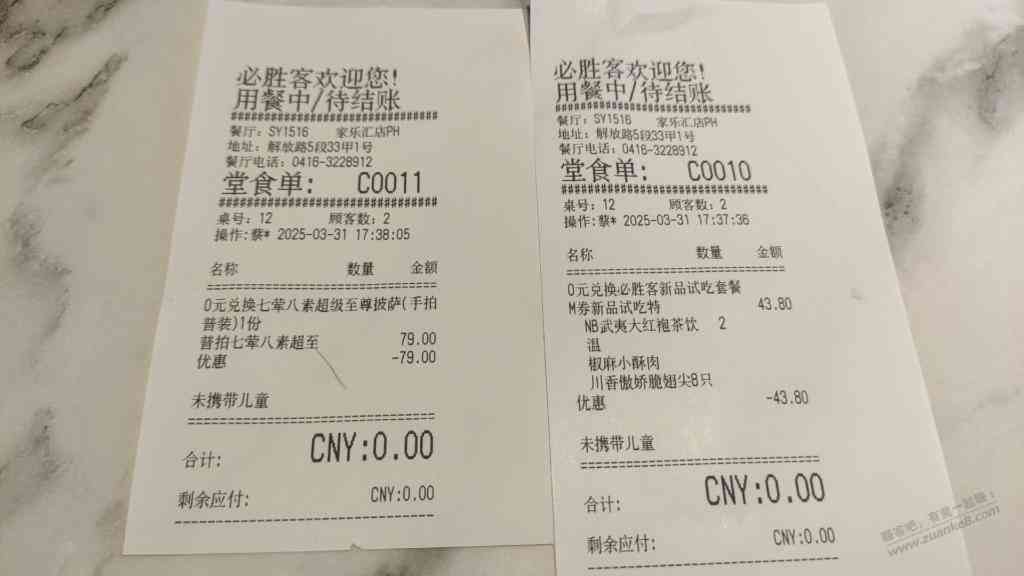 必胜客欢迎您!
用餐中/待结账
##################################
餐厅: SY1516 家乐汇店PH
地址: 解放路5段33甲1号
餐厅电话: 0416-3228912
堂食单: C0011
##################################
桌号: 12 顾客数: 2
操作:蔡* 2025-03-31 17:38:05
名称 数量 金额
==================================
0元兑换七荤八素超级至尊披萨(手拍
普装)1份
普拍七荤八素超至 79.00
优惠 -79.00
未携带儿童
==================================
合计: CNY:0.00
剩余应付: CNY:0.00
----------------------------------
必胜客欢迎您!
用餐中/待结账
##################################
餐厅: SY1516 家乐汇店PH
地址: 解放路5段33甲1号
餐厅电话: 0416-3228912
堂食单: C0010
##################################
桌号: 12 顾客数: 2
操作:蔡* 2025-03-31 17:37:36
名称 数量 金额
==================================
0元兑换必胜客新品试吃套餐
M券新品试吃特 43.80
NB武夷大红袍茶饮 2
温
椒麻小酥肉
川香傲娇脆翅尖8只
优惠 -43.80
未携带儿童
==================================
合计: CNY:0.00
剩余应付: CNY:0.00
----------------------------------
赚客吧,有奖一起赚!
www.zuanke8.com